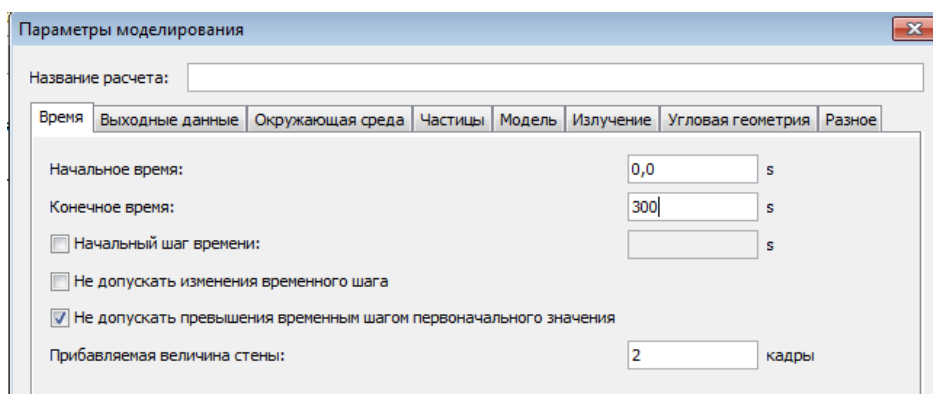 Параметры моделирования
Название расчета:
Время Выходные данные Окружающая среда Частицы Модель Излучение Угловая геометрия Разное
Начальное время: 0,0 s
Конечное время: 300 s
Начальный шаг времени: s
Не допускать изменения временного шага
Не допускать превышения временным шагом первоначального значения
Прибавляемая величина стены: 2 кадры